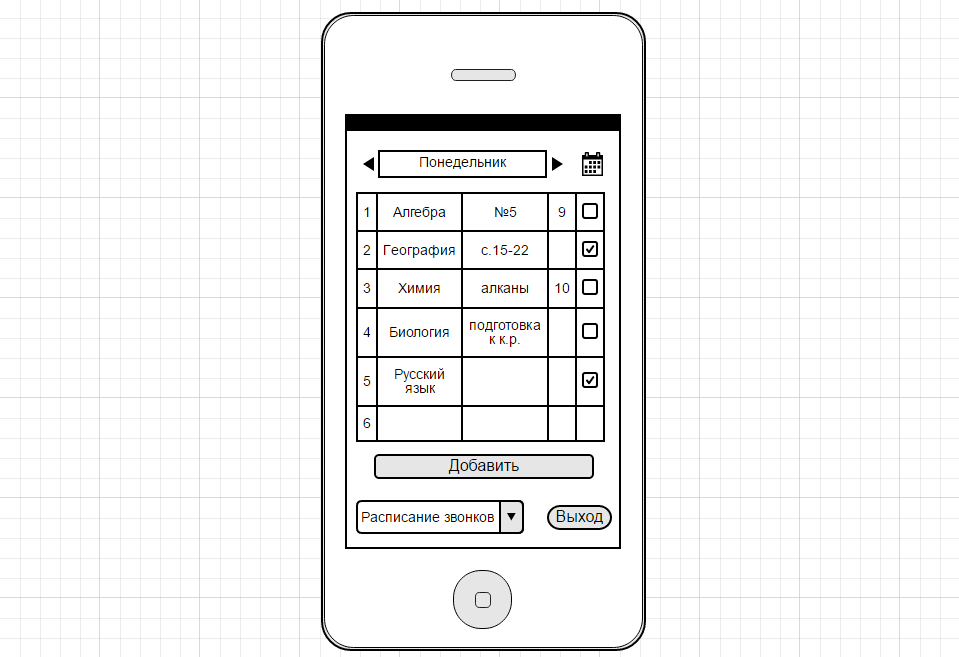 Понедельник
1 Алгебра №5 9
2 География с.15-22
3 Химия алканы 10
4 Биология подготовка
к к.р.
5 Русский
язык
6
Добавить
Расписание звонков
Выход